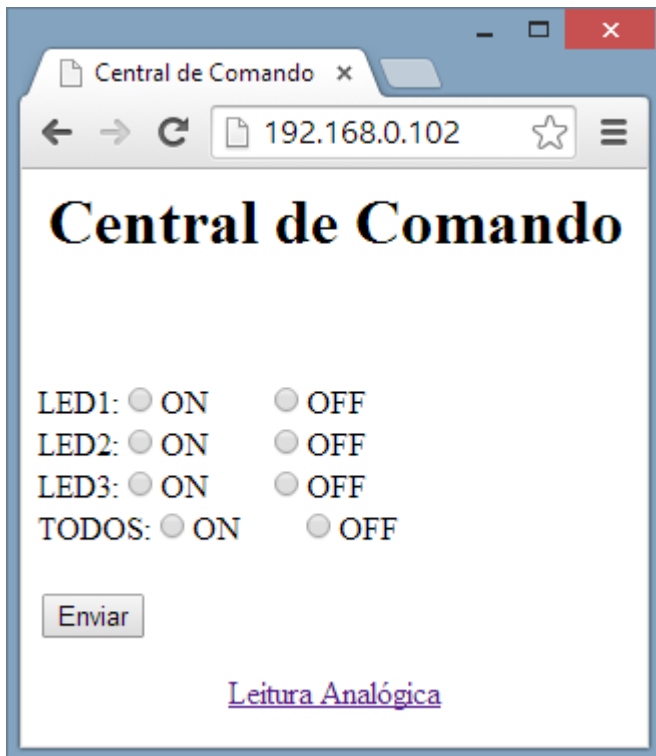 Central de Comando
192.168.0.102
Central de Comando
LED1: ON OFF
LED2: ON OFF
LED3: ON OFF
TODOS: ON OFF
Enviar
Leitura Analógica